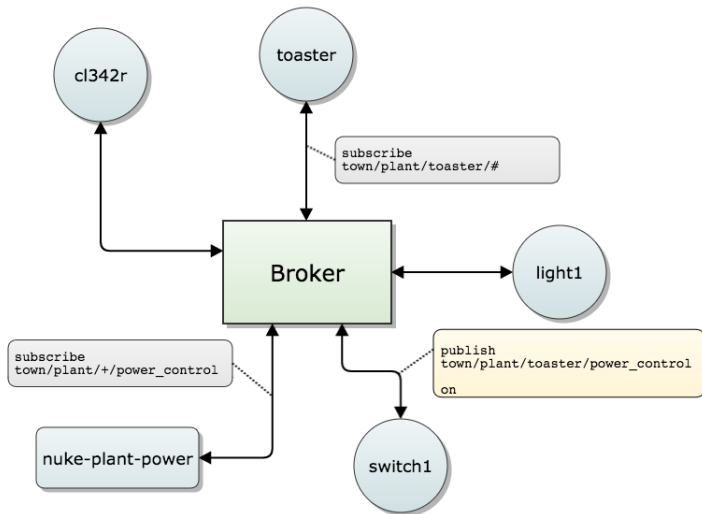 toaster
cl342r
subscribe
town/plant/toaster/#
Broker
light1
subscribe
town/plant/+/power_control
publish
town/plant/toaster/power_control
on
nuke-plant-power
switch1